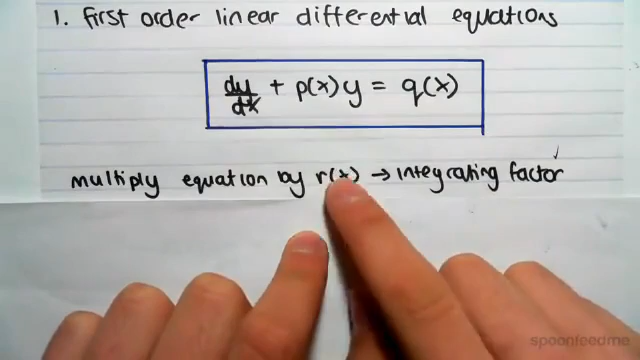 1. First order linear differential equations
dy/dx + p(x)y = q(x)
multiply equation by r(x) → integrating factor
spoonfeedme